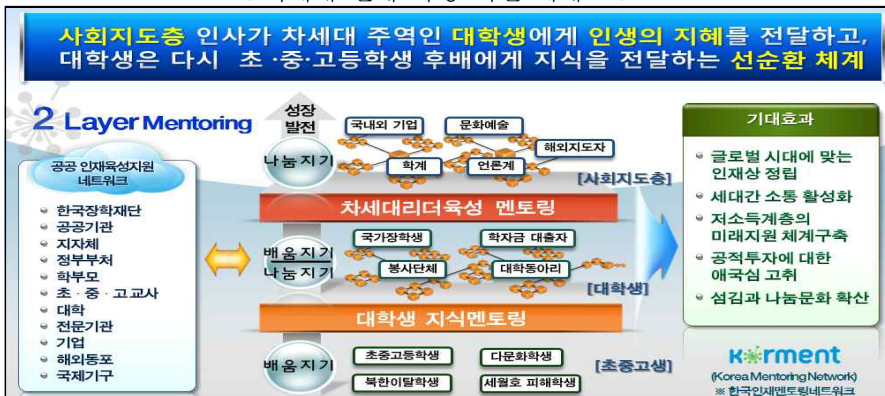 사회지도층 인사가 차세대 주역인 대학생에게 인생의 지혜를 전달하고,
대학생은 다시 초·중·고등학생 후배에게 지식을 전달하는 선순환 체계
2 Layer Mentoring
공공 인재육성지원
네트워크
한국장학재단
공공기관
지자체
정부부처
학부모
초·중·고교사
대학
전문기관
기업
해외동포
국제기구
성장
발전
나눔지기
국내외 기업
문화예술
해외지도자
학계
언론계
[사회지도층]
차세대리더육성 멘토링
배움지기
나눔지기
국가장학생
학자금 대출자
봉사단체
대학동아리
[대학생]
대학생 지식멘토링
배움지기
초중고등학생
다문화학생
[초중고생]
북한이탈학생
세월호 피해학생
기대효과
글로벌 시대에 맞는
인재상 정립
세대간 소통 활성화
저소득계층의
미래지원 체계구축
공적투자에 대한
애국심 고취
섬김과 나눔문화 확산
korment
(Korea Mentoring Network)
※ 한국인재멘토링네트워크